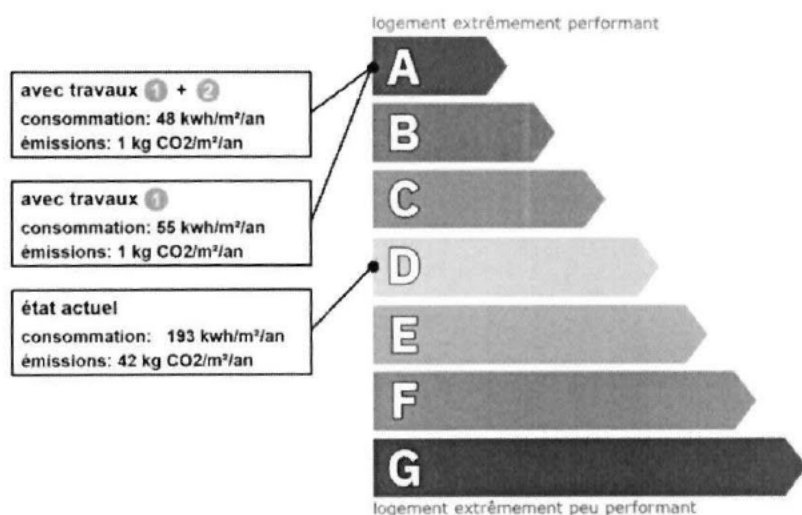 logement extrêmement performant
A
avec travaux 1 + 2
consommation: 48 kwh/m²/an
émissions: 1 kg CO2/m²/an
B
C
avec travaux 1
consommation: 55 kwh/m²/an
émissions: 1 kg CO2/m²/an
D
état actuel
consommation: 193 kwh/m²/an
émissions: 42 kg CO2/m²/an
E
F
G
logement extrêmement peu performant